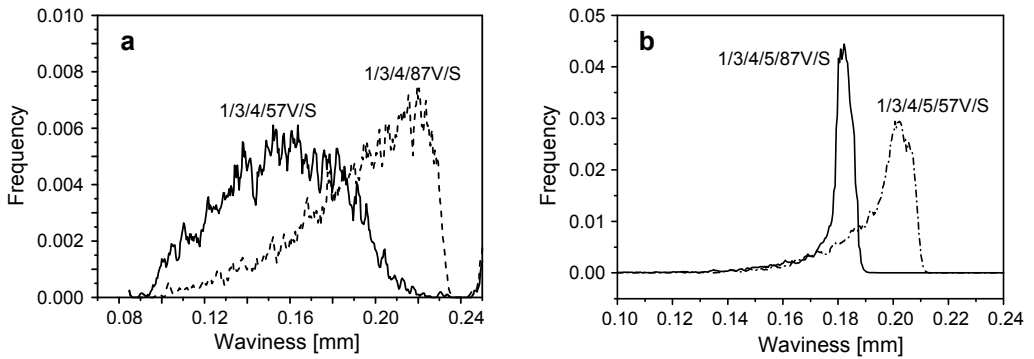 a
1/3/4/57V/S
1/3/4/87V/S
Frequency
0.010
0.008
0.006
0.004
0.002
0.000
0.08
0.12
0.16
0.20
0.24
Waviness [mm]
b
1/3/4/5/87V/S
1/3/4/5/57V/S
Frequency
0.05
0.04
0.03
0.02
0.01
0.00
0.10
0.12
0.14
0.16
0.18
0.20
0.22
0.24
Waviness [mm]